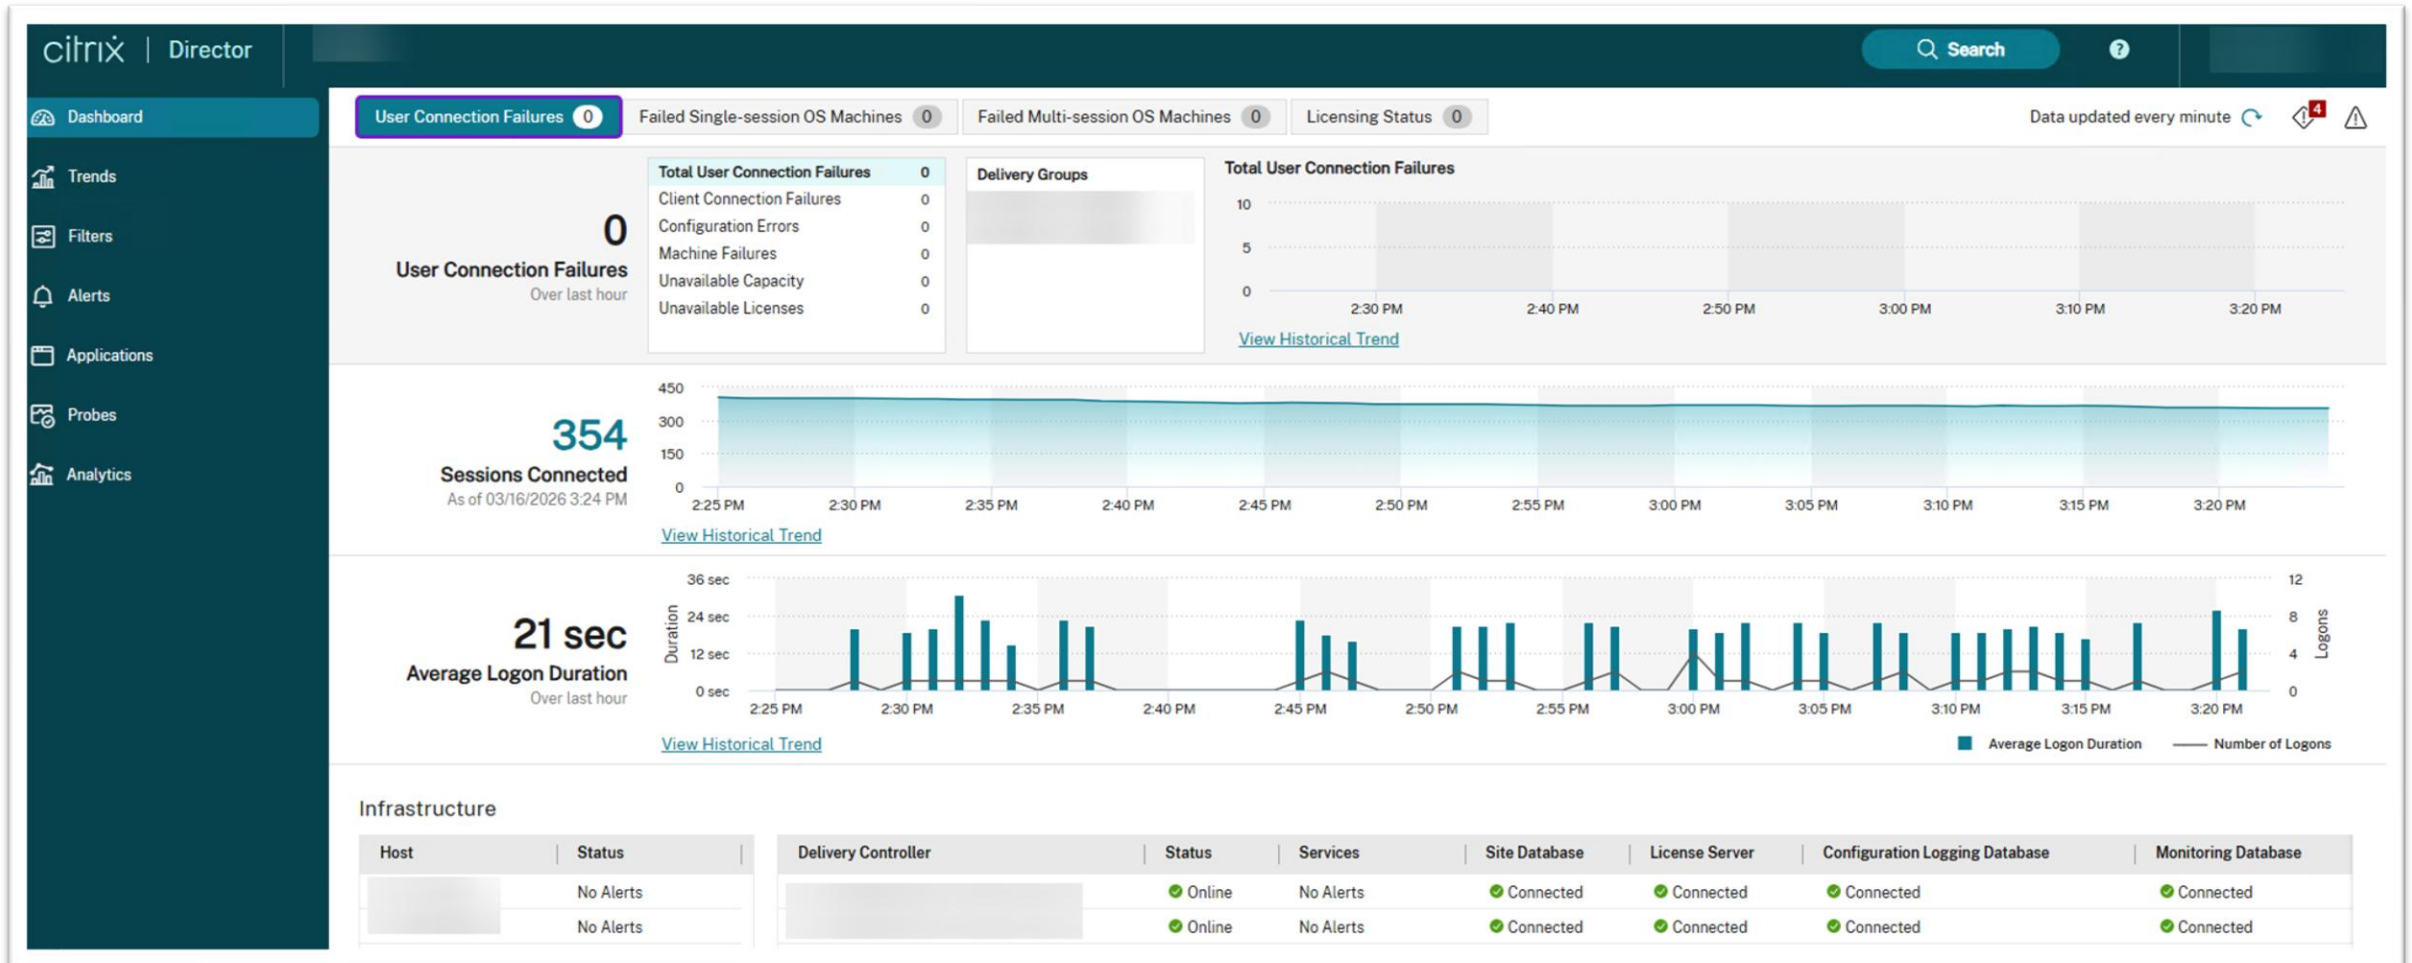 citrix | Director
Search
?
Dashboard
Trends
Filters
Alerts
Applications
Probes
Analytics
User Connection Failures 0
Failed Single-session OS Machines 0
Failed Multi-session OS Machines 0
Licensing Status 0
Data updated every minute
4
0
User Connection Failures
Over last hour
Total User Connection Failures 0
Client Connection Failures 0
Configuration Errors 0
Machine Failures 0
Unavailable Capacity 0
Unavailable Licenses 0
Delivery Groups
Total User Connection Failures
10
5
0
2:30 PM 2:40 PM 2:50 PM 3:00 PM 3:10 PM 3:20 PM
View Historical Trend
354
Sessions Connected
As of 03/16/2026 3:24 PM
450
300
150
0
2:25 PM 2:30 PM 2:35 PM 2:40 PM 2:45 PM 2:50 PM 2:55 PM 3:00 PM 3:05 PM 3:10 PM 3:15 PM 3:20 PM
View Historical Trend
21 sec
Average Logon Duration
Over last hour
Duration
36 sec
24 sec
12 sec
0 sec
12
8
4
0
Logons
2:25 PM 2:30 PM 2:35 PM 2:40 PM 2:45 PM 2:50 PM 2:55 PM 3:00 PM 3:05 PM 3:10 PM 3:15 PM 3:20 PM
View Historical Trend
Average Logon Duration Number of Logons
Infrastructure
Host Status
No Alerts
No Alerts
Delivery Controller Status Services Site Database License Server Configuration Logging Database Monitoring Database
Online No Alerts Connected Connected Connected Connected
Online No Alerts Connected Connected Connected Connected